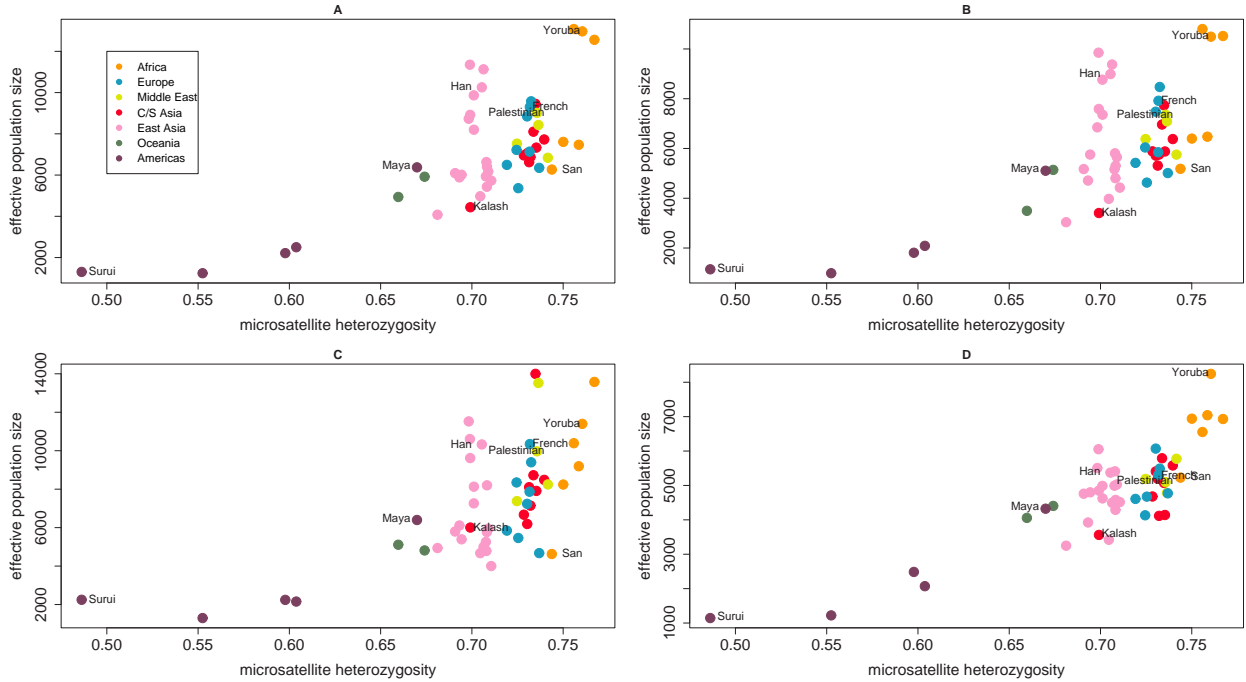 A
effective population size
2000
6000
10000
Africa
Europe
Middle East
C/S Asia
East Asia
Oceania
Americas
Yoruba
Han
French
Palestinian
Maya
San
Kalash
Surui
0.50 0.55 0.60 0.65 0.70 0.75
microsatellite heterozygosity
B
effective population size
2000
4000
6000
8000
Yoruba
Han
French
Palestinian
Maya
San
Kalash
Surui
0.50 0.55 0.60 0.65 0.70 0.75
microsatellite heterozygosity
C
effective population size
2000
6000
10000
14000
Yoruba
Han
French
Palestinian
Maya
Kalash
San
Surui
0.50 0.55 0.60 0.65 0.70 0.75
microsatellite heterozygosity
D
effective population size
1000
3000
5000
7000
Yoruba
Han
French
San
Palestinian
Maya
Kalash
Surui
0.50 0.55 0.60 0.65 0.70 0.75
microsatellite heterozygosity